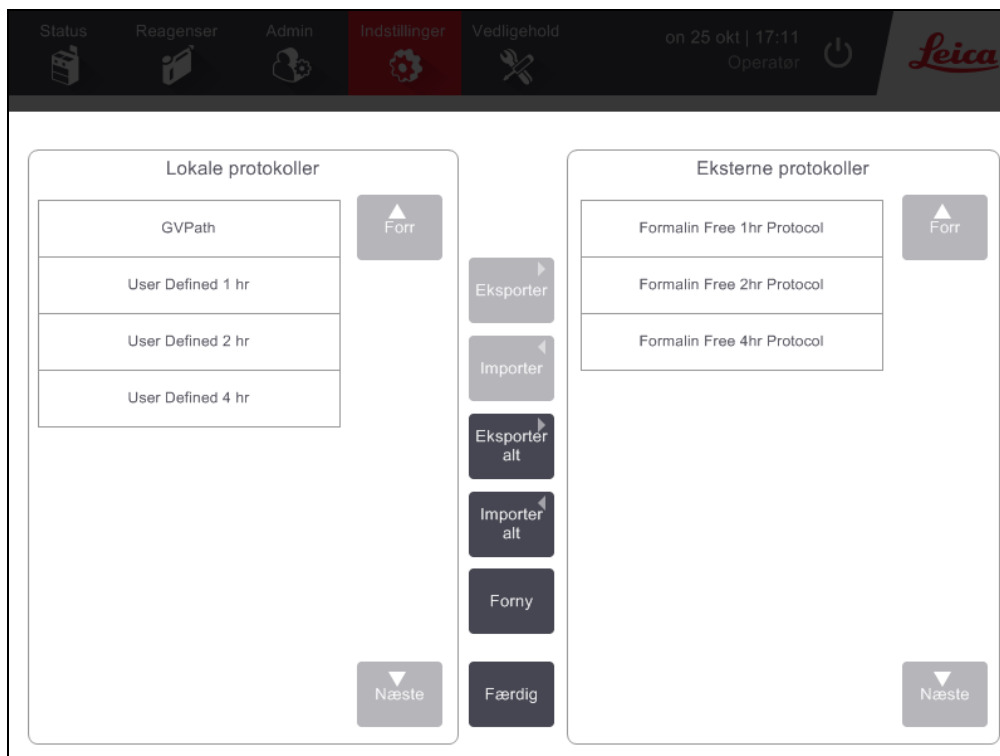 Status
Reagenser
Admin
Indstillinger
Vedligehold
on 25 okt | 17:11
Operatør
Leica
Lokale protokoller
GVPath
User Defined 1 hr
User Defined 2 hr
User Defined 4 hr
Forr
Næste
Eksporter
Importer
Eksporter
alt
Importer
alt
Forny
Færdig
Eksterne protokoller
Formalin Free 1hr Protocol
Formalin Free 2hr Protocol
Formalin Free 4hr Protocol
Forr
Næste